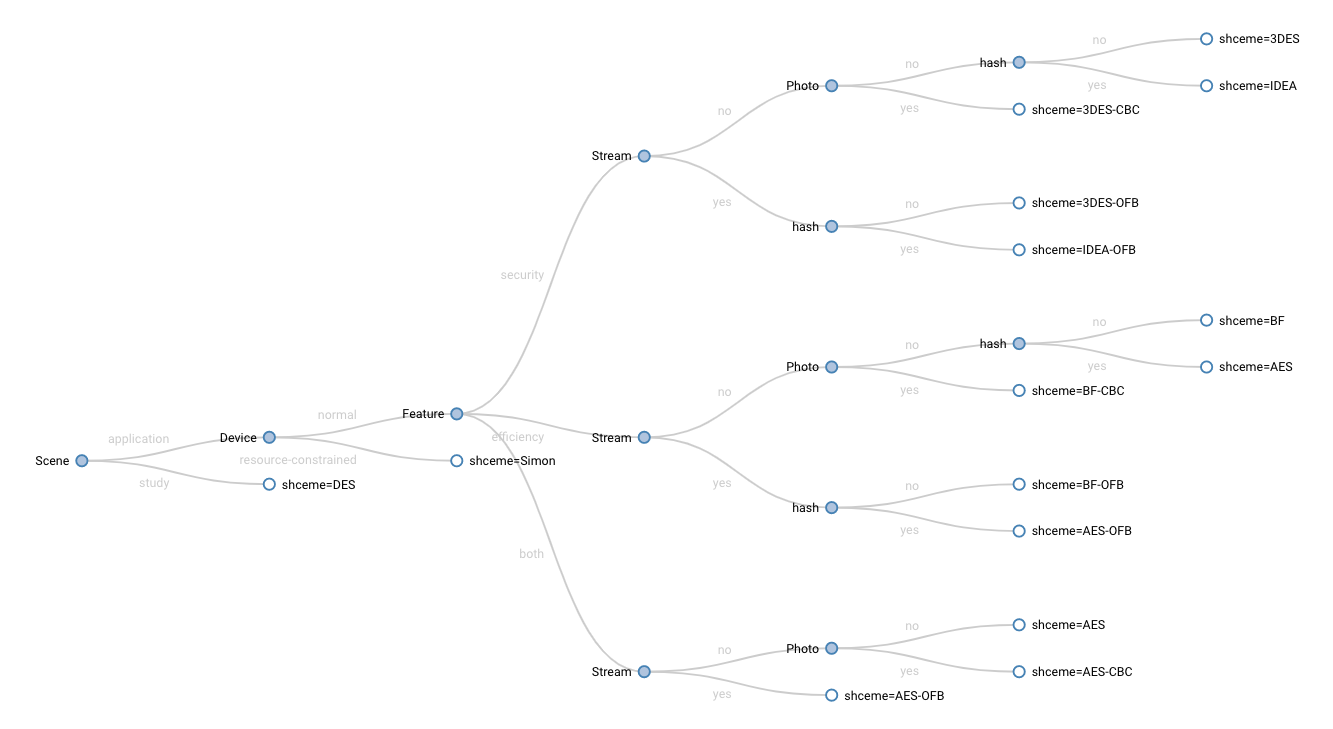 no
shceme=3DES
hash
no
yes
shceme=IDEA
Photo
yes
shceme=3DES-CBC
no
Stream
yes
no
shceme=3DES-OFB
hash
yes
shceme=IDEA-OFB
security
no
shceme=BF
hash
no
yes
shceme=AES
Photo
yes
shceme=BF-CBC
no
Feature
normal
efficiency
Stream
application
Device
Scene
resource-constrained
shceme=Simon
study
shceme=DES
yes
no
shceme=BF-OFB
hash
yes
shceme=AES-OFB
both
no
shceme=AES
Photo
no
yes
shceme=AES-CBC
Stream
yes
shceme=AES-OFB